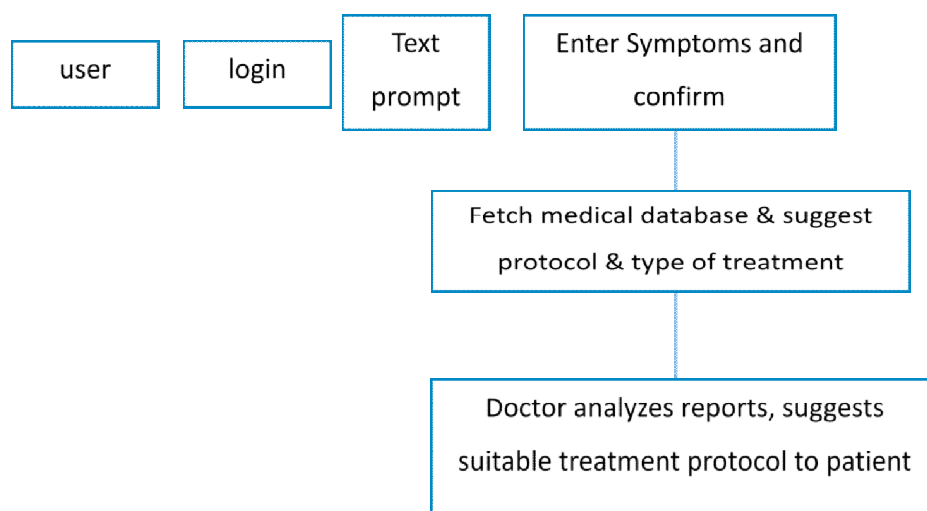 user
login
Text
prompt
Enter Symptoms and
confirm
Fetch medical database & suggest
protocol & type of treatment
Doctor analyzes reports, suggests
suitable treatment protocol to patient